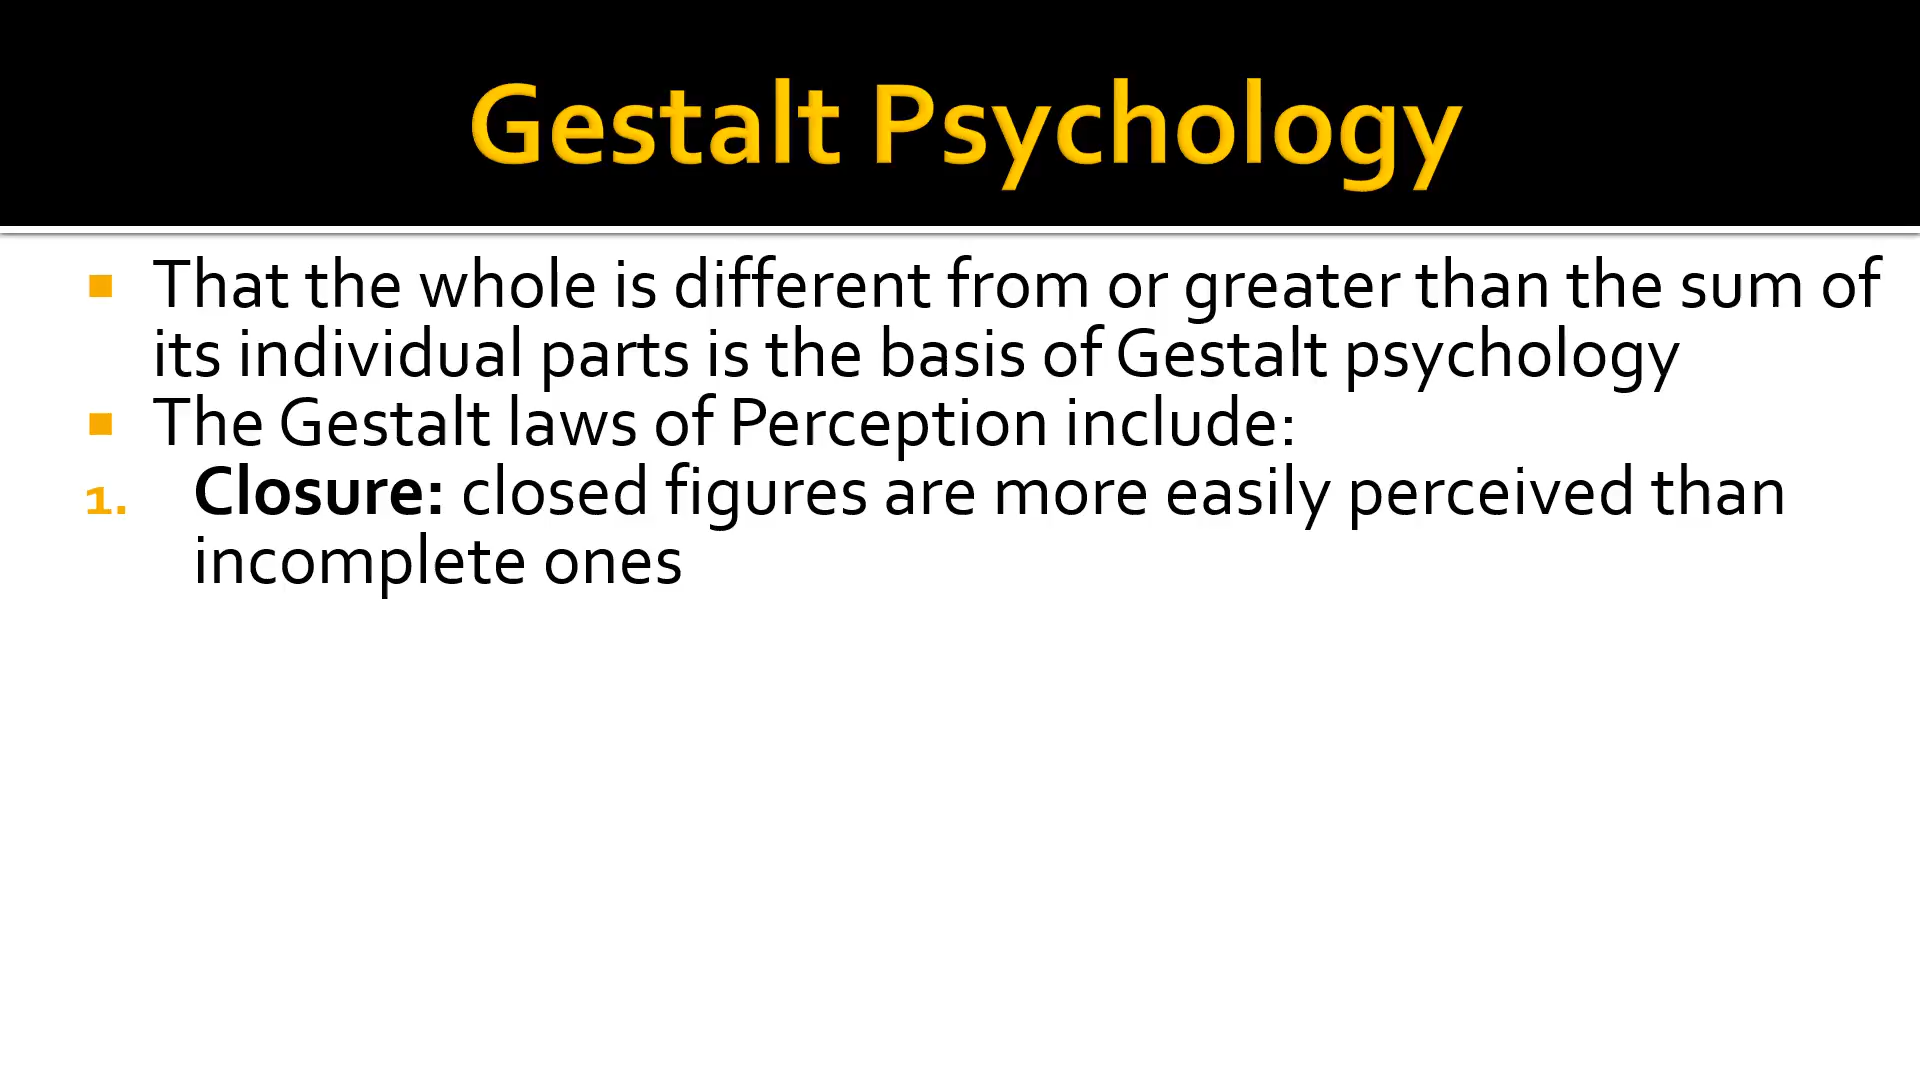 Gestalt Psychology
▪ That the whole is different from or greater than the sum of
its individual parts is the basis of Gestalt psychology
▪ The Gestalt laws of Perception include:
1. Closure: closed figures are more easily perceived than
incomplete ones